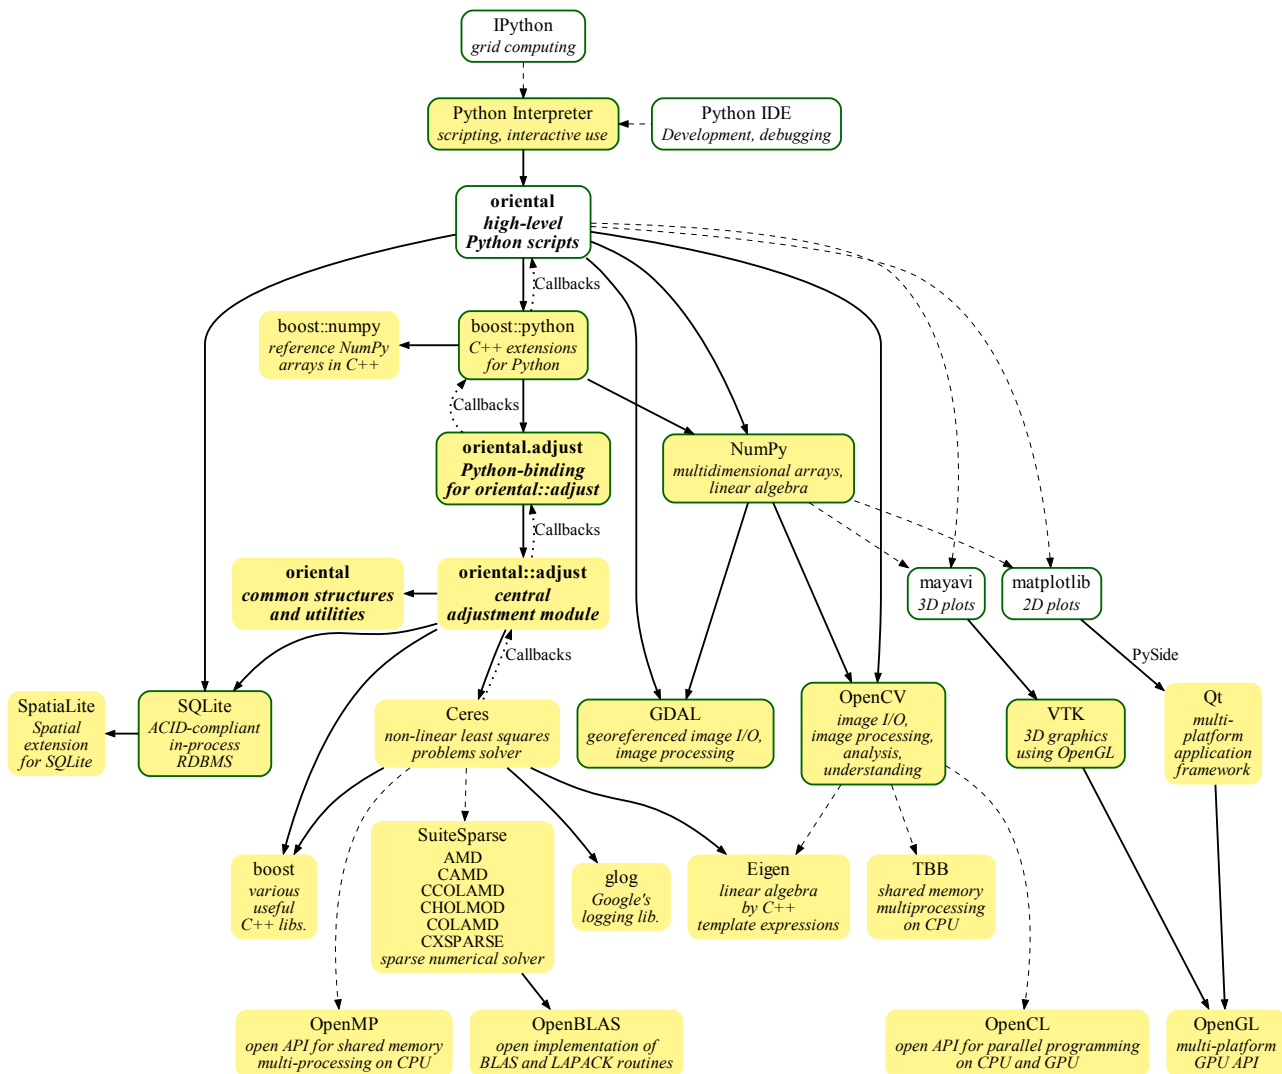 IPython
grid computing
Python Interpreter
scripting, interactive use
Python IDE
Development, debugging
oriental
high-level
Python scripts
Callbacks
boost::numpy
reference NumPy
arrays in C++
boost::python
C++ extensions
for Python
Callbacks
oriental.adjust
Python-binding
for oriental::adjust
NumPy
multidimensional arrays,
linear algebra
Callbacks
oriental
common structures
and utilities
oriental::adjust
central
adjustment module
mayavi
3D plots
matplotlib
2D plots
Callbacks
PySide
SpatiaLite
Spatial
extension
for SQLite
SQLite
ACID-compliant
in-process
RDBMS
Ceres
non-linear least squares
problems solver
GDAL
georeferenced image I/O,
image processing
OpenCV
image I/O,
image processing,
analysis,
understanding
VTK
3D graphics
using OpenGL
Qt
multi-
platform
application
framework
boost
various
useful
C++ libs.
SuiteSparse
AMD
CAMD
CCOLAMD
CHOLMOD
COLAMD
CXSPARSE
sparse numerical solver
glog
Google's
logging lib.
Eigen
linear algebra
by C++
template expressions
TBB
shared memory
multiprocessing
on CPU
OpenMP
open API for shared memory
multi-processing on CPU
OpenBLAS
open implementation of
BLAS and LAPACK routines
OpenCL
open API for parallel programming
on CPU and GPU
OpenGL
multi-platform
GPU API